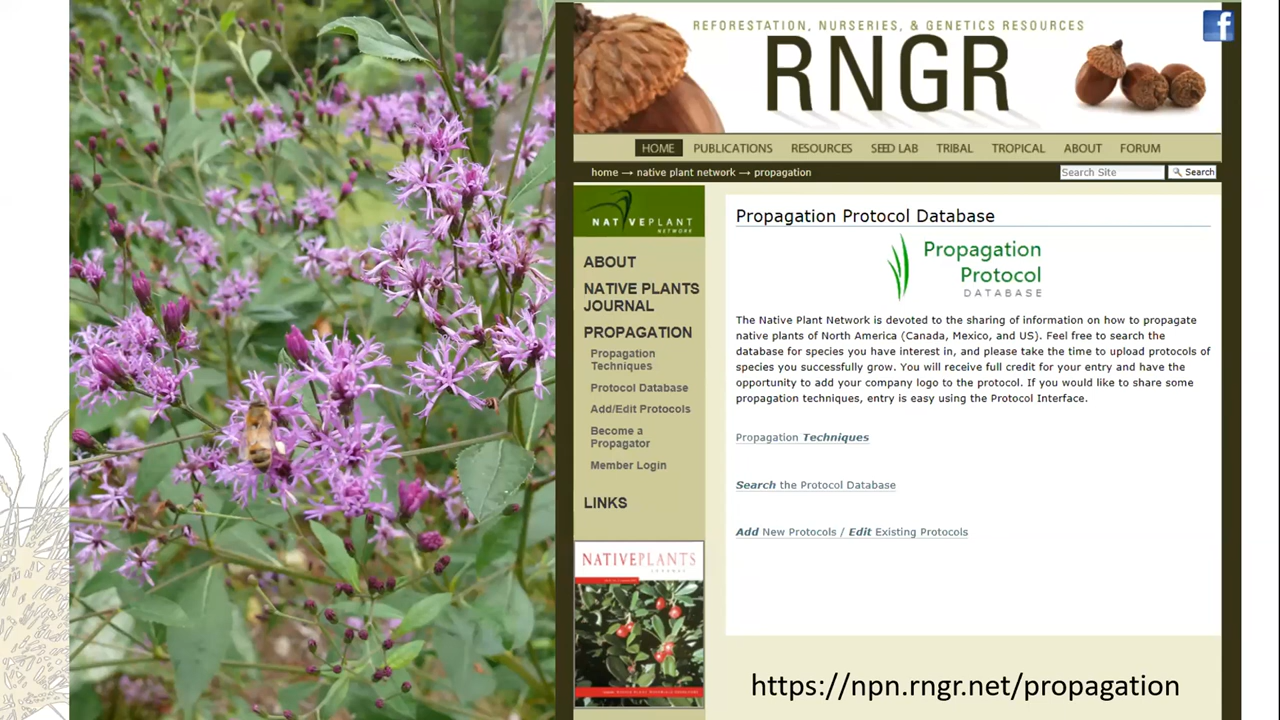 REFORESTATION, NURSERIES, & GENETICS RESOURCES
RNGR
f
HOME PUBLICATIONS RESOURCES SEED LAB TRIBAL TROPICAL ABOUT FORUM
home → native plant network → propagation
Search Site Search
NATIVEPLANT
NETWORK
ABOUT
NATIVE PLANTS
JOURNAL
PROPAGATION
Propagation
Techniques
Protocol Database
Add/Edit Protocols
Become a
Propagator
Member Login
LINKS
NATIVEPLANTS
JOURNAL
Propagation Protocol Database
Propagation
Protocol
DATABASE
The Native Plant Network is devoted to the sharing of information on how to propagate
native plants of North America (Canada, Mexico, and US). Feel free to search the
database for species you have interest in, and please take the time to upload protocols of
species you successfully grow. You will receive full credit for your entry and have the
opportunity to add your company logo to the protocol. If you would like to share some
propagation techniques, entry is easy using the Protocol Interface.
Propagation Techniques
Search the Protocol Database
Add New Protocols / Edit Existing Protocols
https://npn.rngr.net/propagation